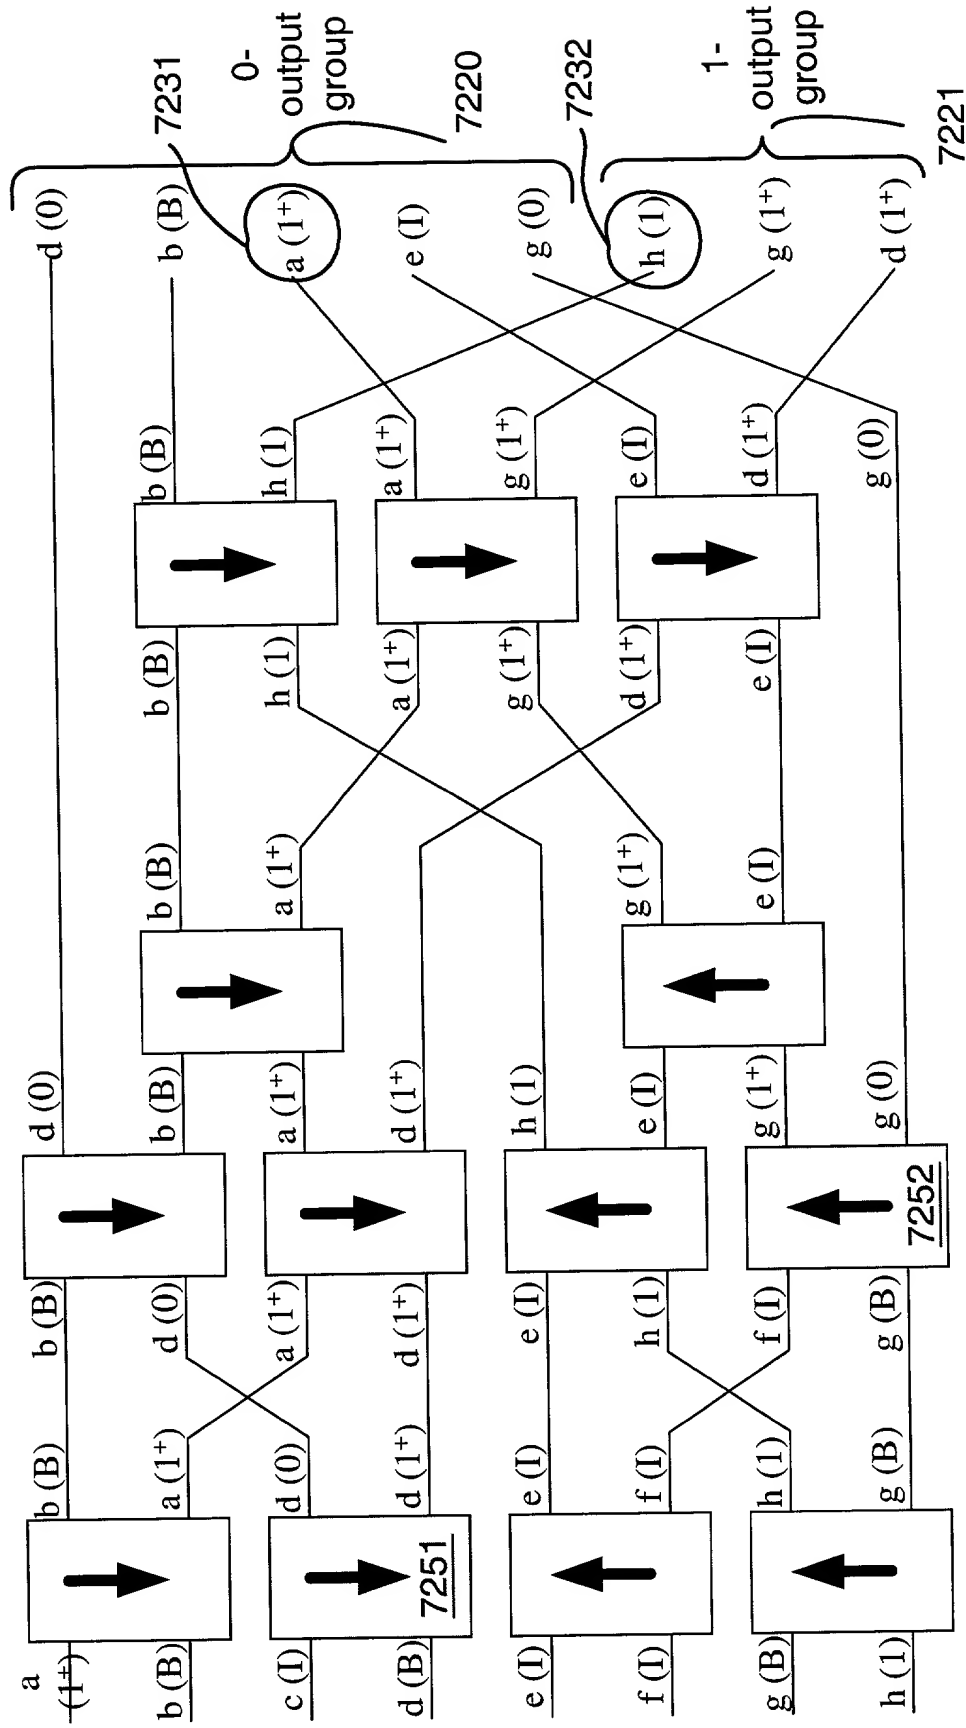 a
(1+)
b (B)
c (I)
d (B)
e (I)
f (I)
g (B)
h (1)
7251
b (B)
a (1+)
d (0)
d (1+)
e (I)
f (I)
h (1)
g (B)
b (B)
d (0)
a (1+)
d (1+)
e (I)
h (1)
f (I)
g (B)
7252
d (0)
b (B)
a (1+)
d (1+)
h (1)
e (I)
g (1+)
g (0)
b (B)
a (1+)
g (1+)
e (I)
b (B)
h (1)
a (1+)
g (1+)
d (1+)
e (I)
b (B)
h (1)
a (1+)
g (1+)
e (I)
d (1+)
g (0)
d (0)
b (B)
a (1+)
e (I)
g (0)
h (1)
g (1+)
d (1+)
7231
0-
output
group
7220
7232
1-
output
group
7221